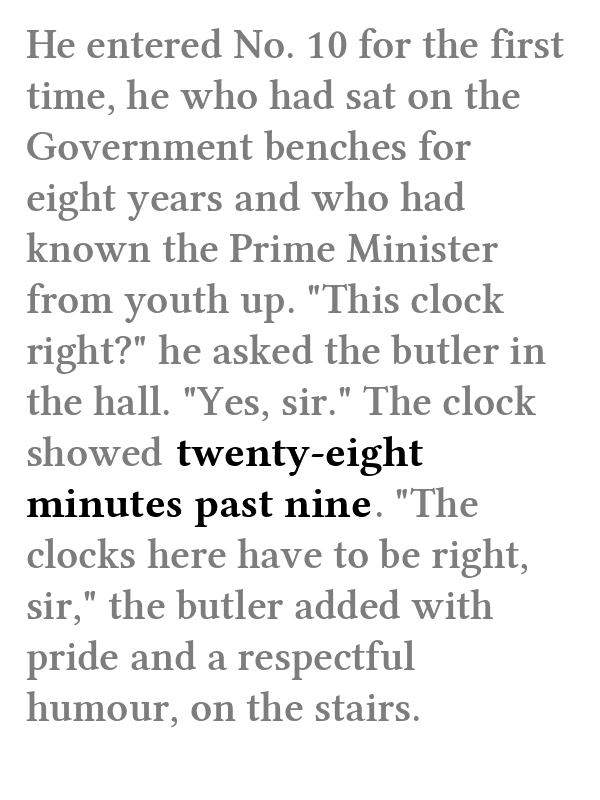 He entered No. 10 for the first
time, he who had sat on the
Government benches for
eight years and who had
known the Prime Minister
from youth up. "This clock
right?" he asked the butler in
the hall. "Yes, sir." The clock
showed twenty-eight
minutes past nine. "The
clocks here have to be right,
sir," the butler added with
pride and a respectful
humour, on the stairs.